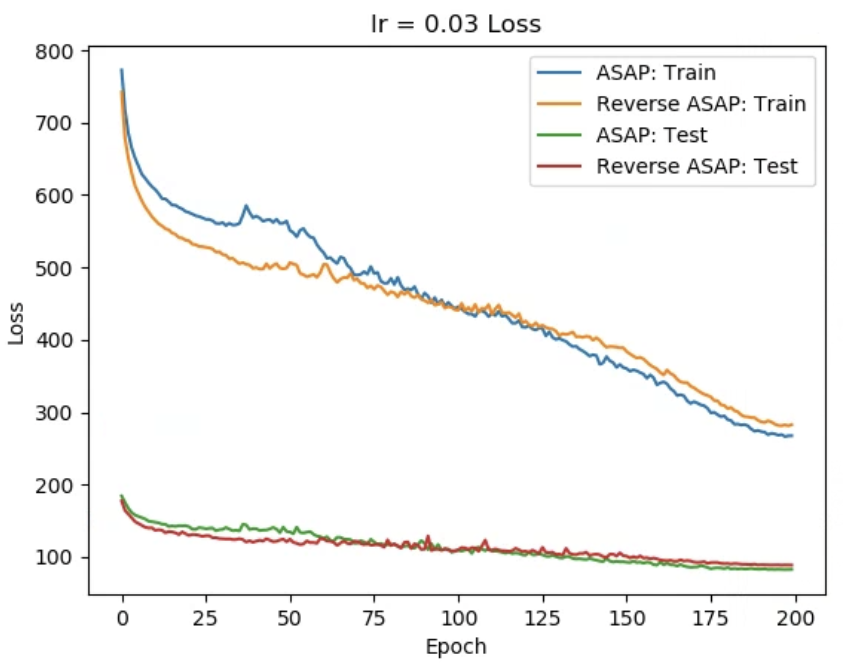 lr = 0.03 Loss
ASAP: Train
Reverse ASAP: Train
ASAP: Test
Reverse ASAP: Test
Loss
800
700
600
500
400
300
200
100
0 25 50 75 100 125 150 175 200
Epoch